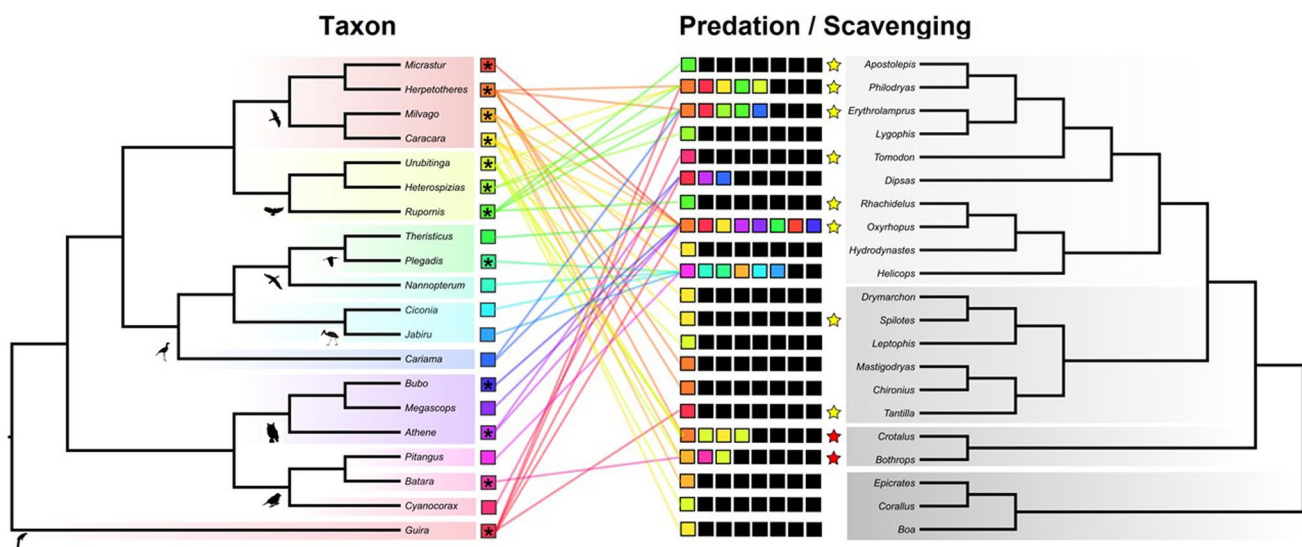 Taxon
Predation / Scavenging
Micrastur
Herpetotheres
Milvago
Caracara
Urubitinga
Heterospizias
Rupornis
Theristicus
Plegadis
Nannopterum
Ciconia
Jabiru
Cariama
Bubo
Megascops
Athene
Pitangus
Batara
Cyanocorax
Guira
Apostolepis
Philodryas
Erythrolamprus
Lygophis
Tomodon
Dipsas
Rhachidelus
Oxyrhopus
Hydrodynastes
Helicops
Drymarchon
Spilotes
Leptophis
Mastigodryas
Chironius
Tantilla
Crotalus
Bothrops
Epicrates
Corallus
Boa